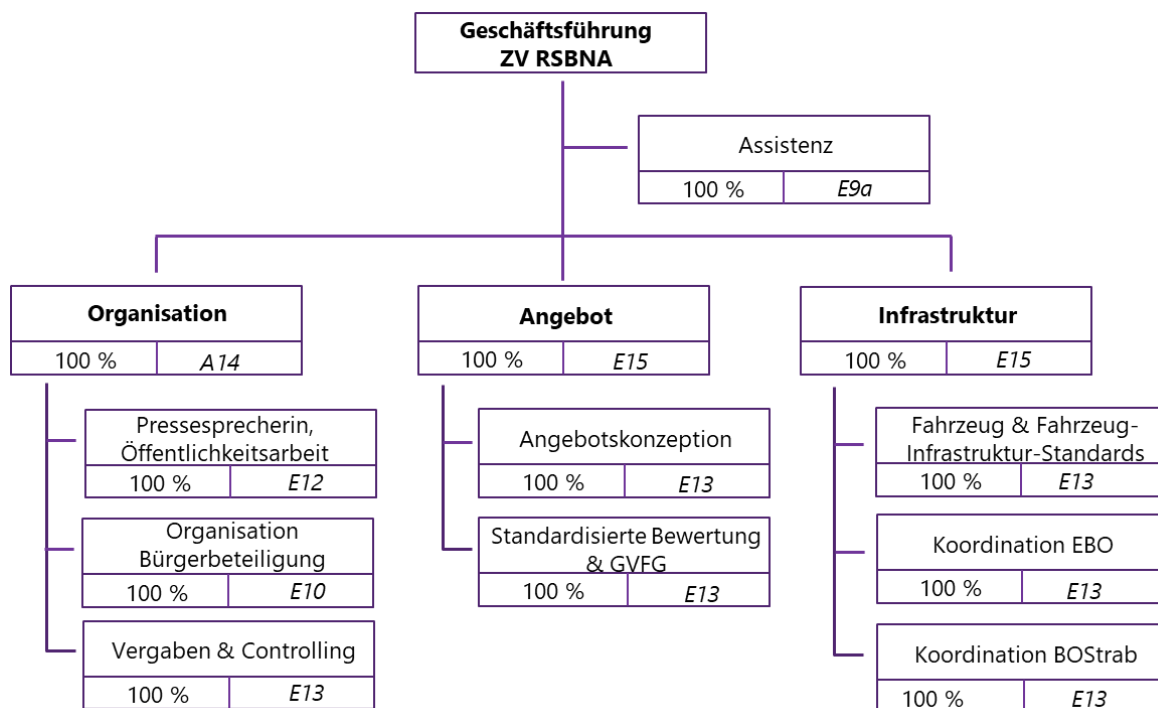 Geschäftsführung
ZV RSBNA
Assistenz
100 % E9a
Organisation
100 % A14
Angebot
100 % E15
Infrastruktur
100 % E15
Pressesprecherin,
Öffentlichkeitsarbeit
100 % E12
Organisation
Bürgerbeteiligung
100 % E10
Vergaben & Controlling
100 % E13
Angebotskonzeption
100 % E13
Standardisierte Bewertung
& GVFG
100 % E13
Fahrzeug & Fahrzeug-
Infrastruktur-Standards
100 % E13
Koordination EBO
100 % E13
Koordination BOStrab
100 % E13